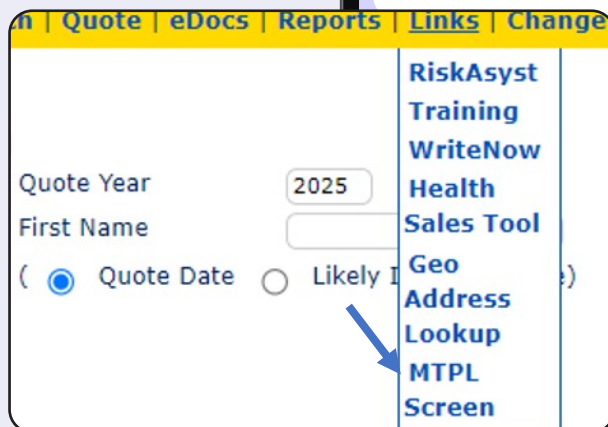 | Quote | eDocs | Reports | Links | Change
RiskAsyst
Training
WriteNow
Quote Year 2025 Health
First Name Sales Tool
( Quote Date Likely Geo )
Address
Lookup
MTPL
Screen